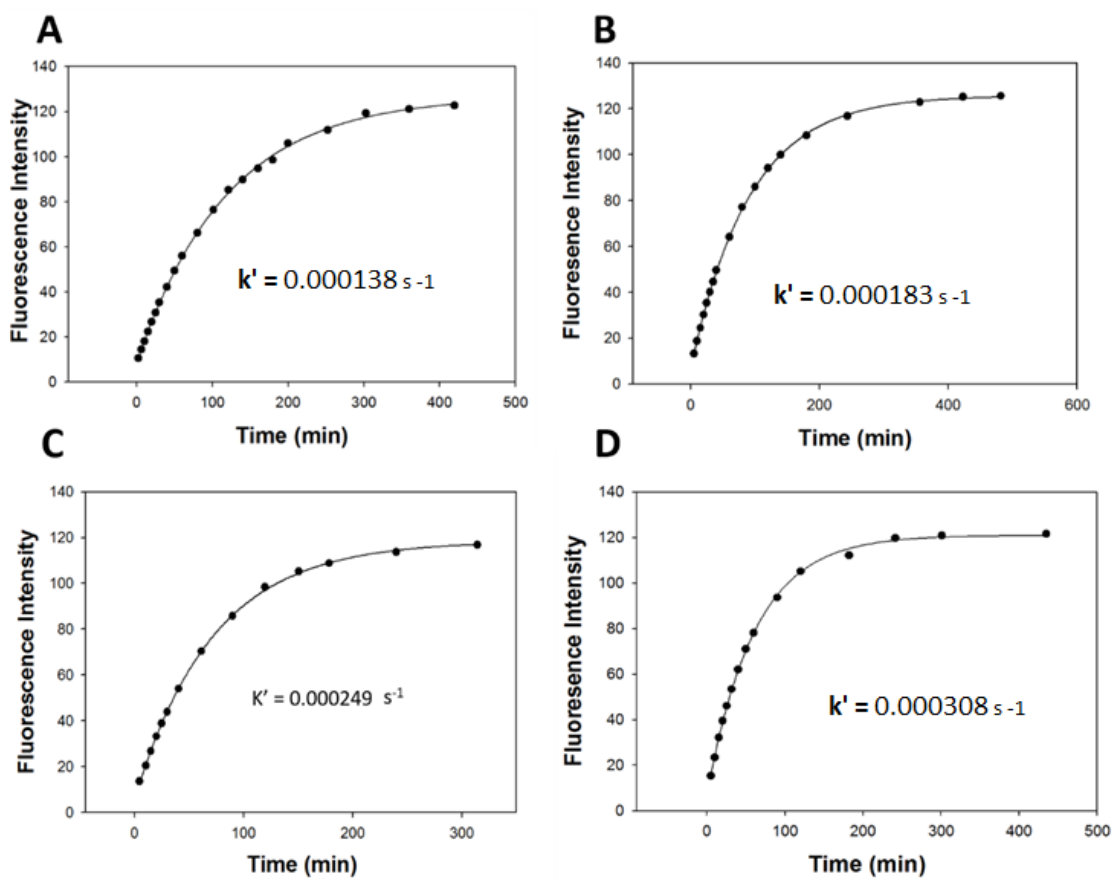 A
140
120
100
80
60
40
20
0
Fluorescence Intensity
k' = 0.000138 s -1
0 100 200 300 400 500
Time (min)
B
140
120
100
80
60
40
20
0
Fluoresence Intensity
k' = 0.000183 s -1
0 200 400 600
Time (min)
C
140
120
100
80
60
40
20
0
Fluorescence Intensity
K' = 0.000249 s-1
0 100 200 300
Time (min)
D
140
120
100
80
60
40
20
0
Fluoresence Intensity
k' = 0.000308 s -1
0 100 200 300 400 500
Time (min)